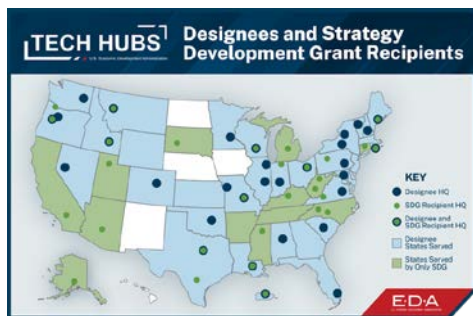 TECH HUBS
U.S. Economic Development Administration
Designees and Strategy
Development Grant Recipients
KEY
Designee HQ
SDG Recipient HQ
Designee and
SDG Recipient HQ
Designee
States Served
States Served
by Only SDG
E·D·A